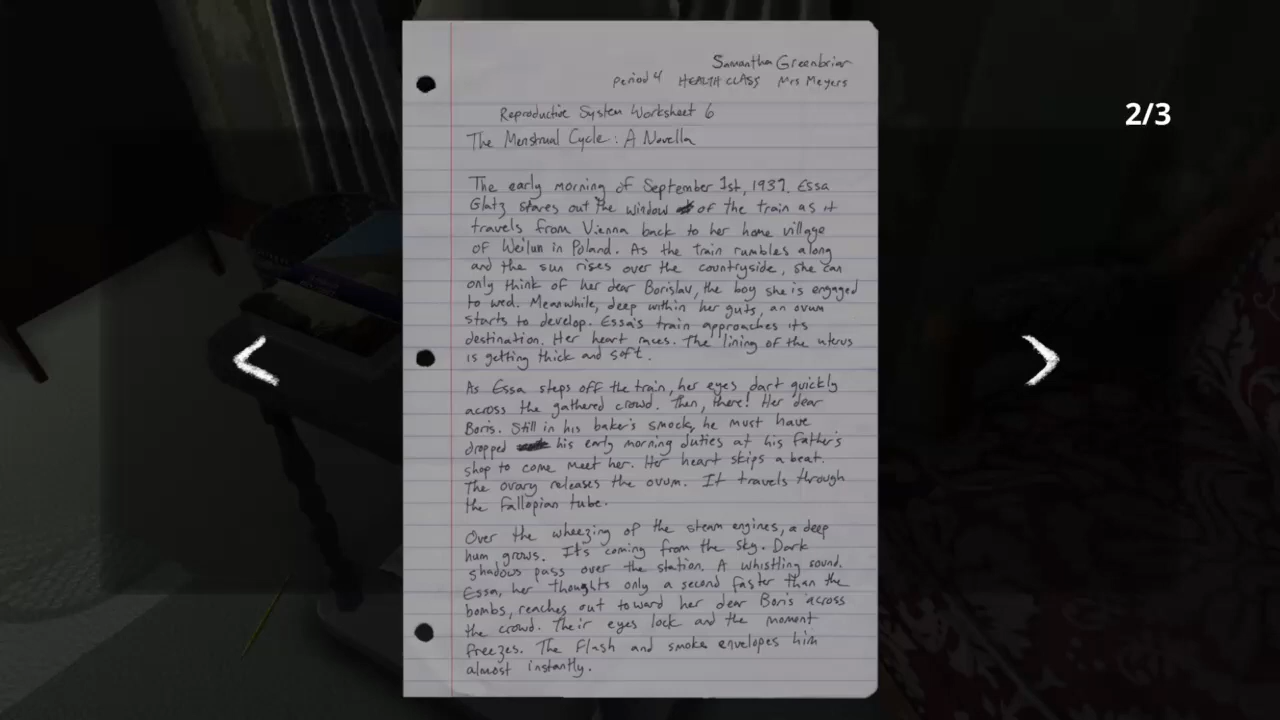 Samantha Greenbriar
period 4 HEALTH CLASS Mrs Meyers
2/3
Reproductive System Worksheet 6
The Menstrual Cycle: A Novella
The early morning of September 1st, 1939. Essa
Glatz stares out the window of the train as it
travels from Vienna back to her home village
of Weilun in Poland. As the train rumbles along
and the sun rises over the countryside, she can
only think of her dear Borislav, the boy she is engaged
to wed. Meanwhile, deep within her guts, an ovum
starts to develop. Essa's train approaches its
destination. Her heart races. The lining of the uterus
is getting thick and soft.
As Essa steps off the train, her eyes dart quickly
across the gathered crowd. Then, there! Her dear
Boris. Still in his baker's smock, he must have
dropped his early morning duties at his father's
shop to come meet her. Her heart skips a beat.
The ovary releases the ovum. It travels through
the fallopian tube.
Over the wheezing of the steam engines, a deep
hum grows. It's coming from the sky. Dark
shadows pass over the station. A whistling sound.
Essa, her thoughts only a second faster than the
bombs, reaches out toward her dear Boris across
the crowd. Their eyes lock and the moment
freezes. The flash and smoke envelopes him
almost instantly.